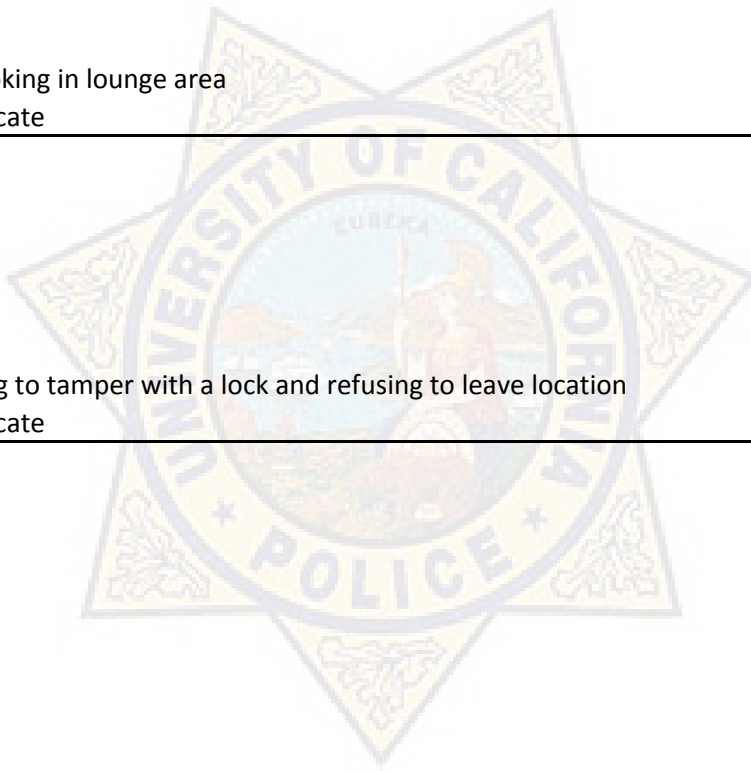 oking in lounge area
cate
UNIVERSITY OF CALIFORNIA
EUREKA
g to tamper with a lock and refusing to leave location
cate
POLICE